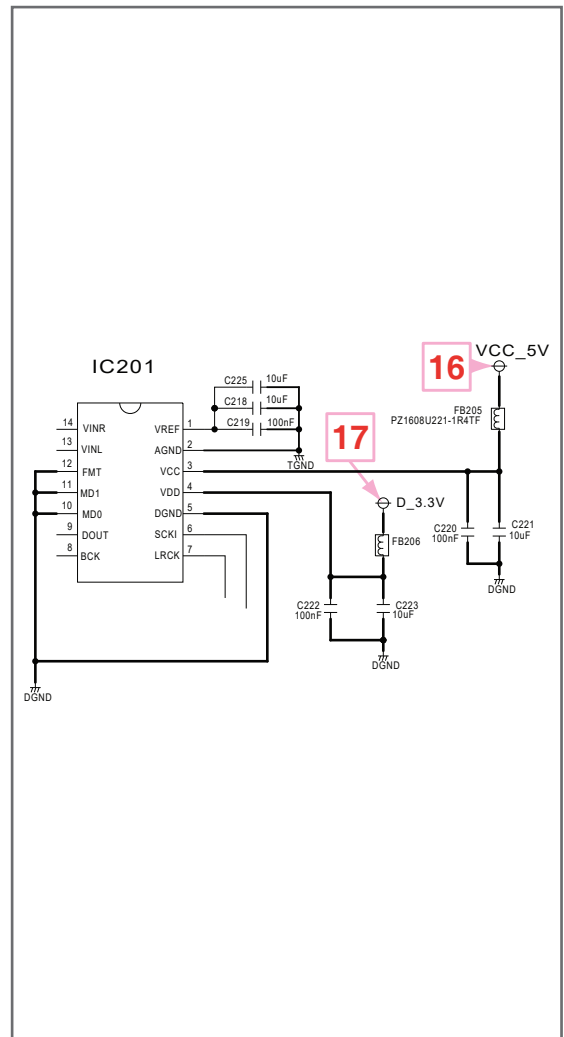 16
VCC_5V
IC201
FB205
PZ1608U221-1R4TF
C225 10uF
C218 10uF
C219 100nF
17
TGND
14 VINR
13 VINL
12 FMT
11 MD1
10 MD0
9 DOUT
8 BCK
VREF 1
AGND 2
VCC 3
VDD 4
DGND 5
SCKI 6
LRCK 7
D_3.3V
FB206
C220
100nF
C221
10uF
DGND
C222
100nF
C223
10uF
DGND
DGND